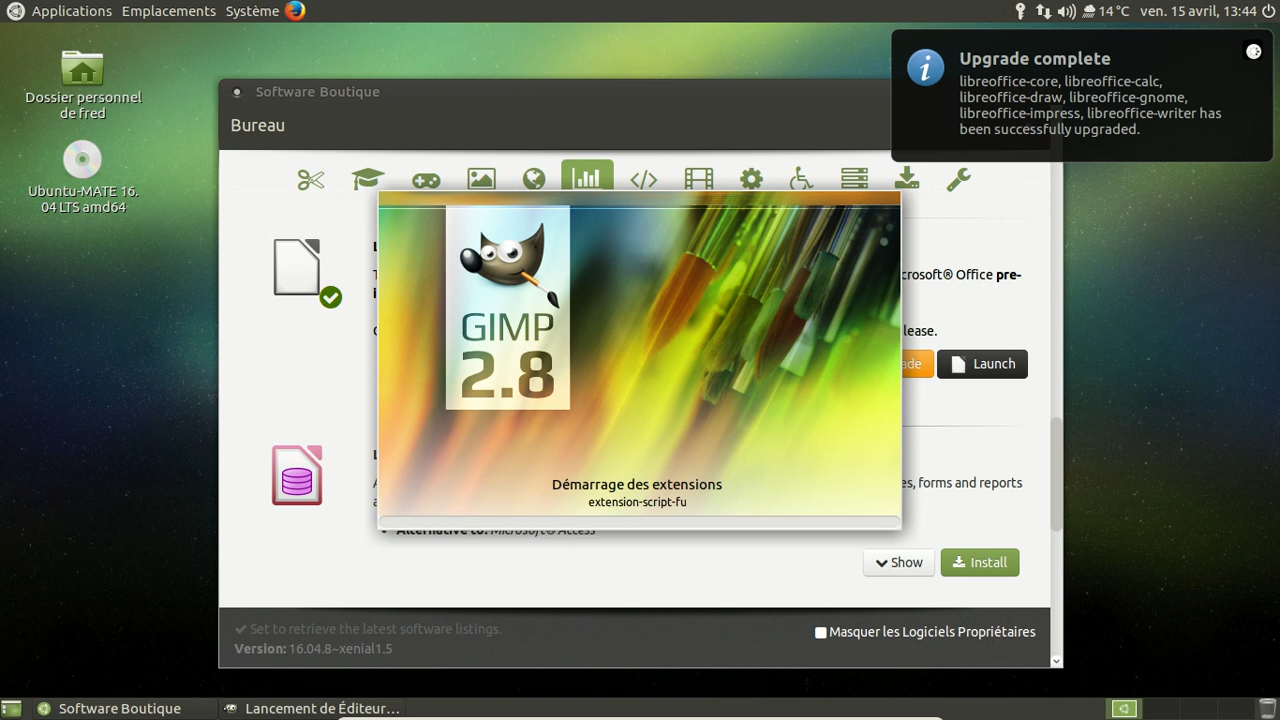 Applications Emplacements Système
14 °C ven. 15 avril, 13:44
Dossier personnel
de fred
Ubuntu-MATE 16.
04 LTS amd64
Upgrade complete
libreoffice-core, libreoffice-calc,
libreoffice-draw, libreoffice-gnome,
libreoffice-impress, libreoffice-writer has
been successfully upgraded.
Software Boutique
Bureau
GIMP
2.8
Démarrage des extensions
extension-script-fu
Office pre-
lease.
Launch
es, forms and reports
Alternative to: Microsoft® Access
Show Install
Set to retrieve the latest software listings.
Version: 16.04.8~xenial1.5
Masquer les Logiciels Propriétaires
Software Boutique
Lancement de Éditeur…